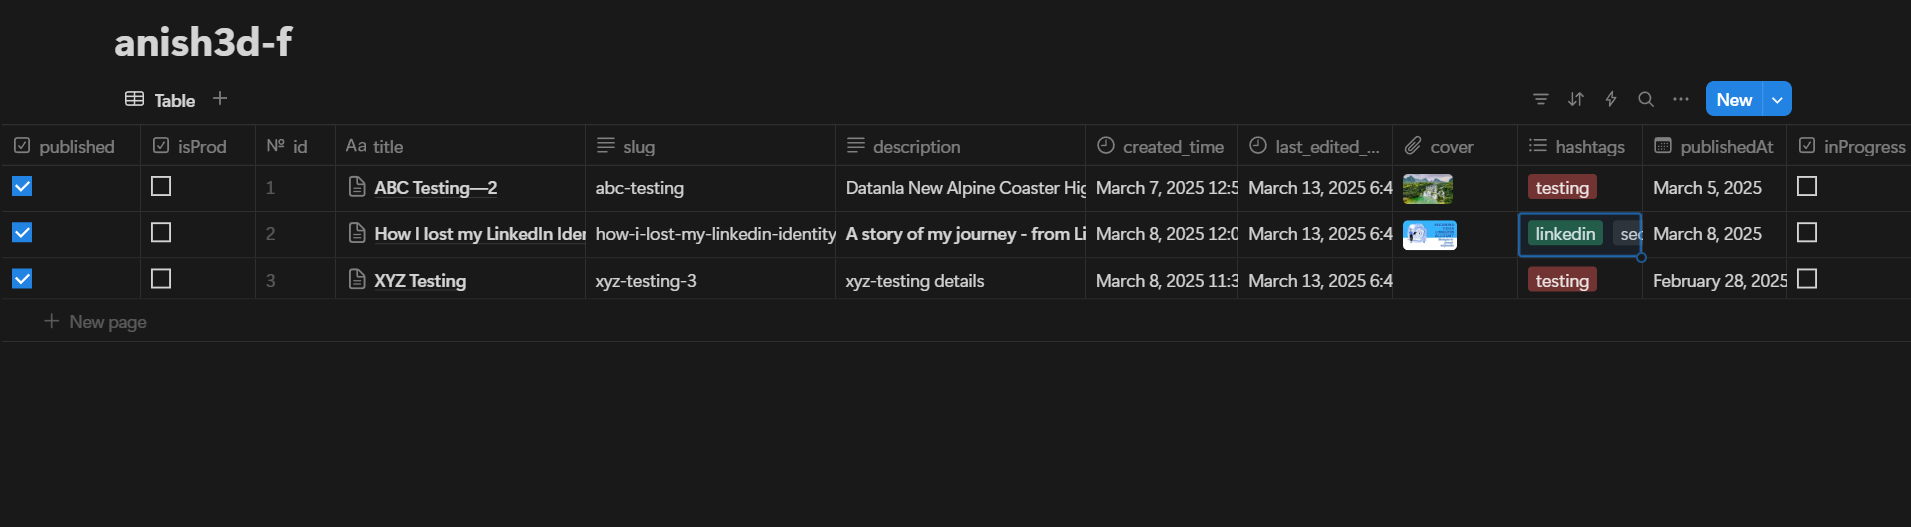 anish3d-f
Table
New
published isProd Nº id Aa title slug description created_time last_edited_... cover hashtags publishedAt inProgress
1 ABC Testing—2 abc-testing Datanla New Alpine Coaster Hig March 7, 2025 12:5 March 13, 2025 6:4 testing March 5, 2025
2 How I lost my LinkedIn Iden how-i-lost-my-linkedin-identity A story of my journey - from Li March 8, 2025 12:0 March 13, 2025 6:4 linkedin sec March 8, 2025
3 XYZ Testing xyz-testing-3 xyz-testing details March 8, 2025 11:3 March 13, 2025 6:4 testing February 28, 2025
New page